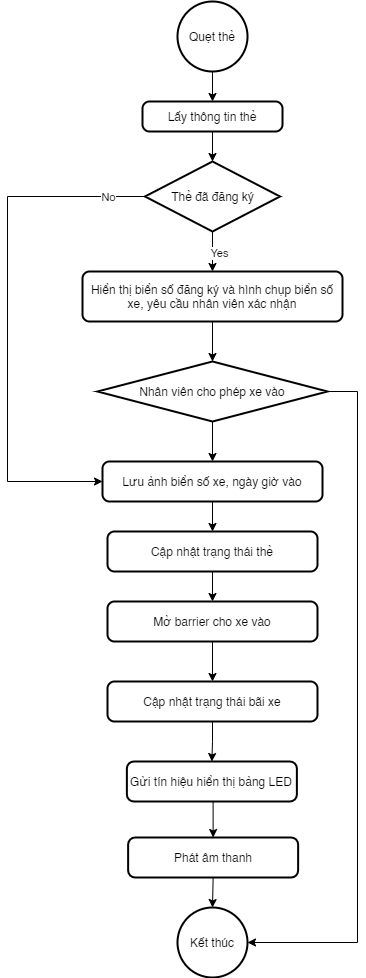 Quẹt thẻ
Lấy thông tin thẻ
Thẻ đã đăng ký
No
Yes
Hiển thị biển số đăng ký và hình chụp biển số
xe, yêu cầu nhân viên xác nhận
Nhân viên cho phép xe vào
Lưu ảnh biển số xe, ngày giờ vào
Cập nhật trạng thái thẻ
Mở barrier cho xe vào
Cập nhật trạng thái bãi xe
Gửi tín hiệu hiển thị bảng LED
Phát âm thanh
Kết thúc